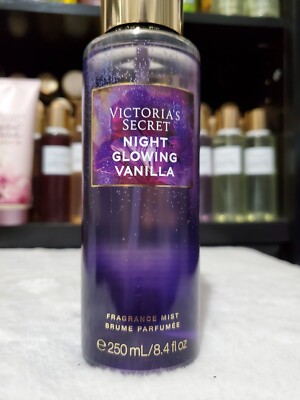 VICTORIA'S
SECRET
NIGHT
GLOWING
VANILLA
FRAGRANCE MIST
BRUME PARFUMÉE
℮ 250 mL/8.4 fl oz